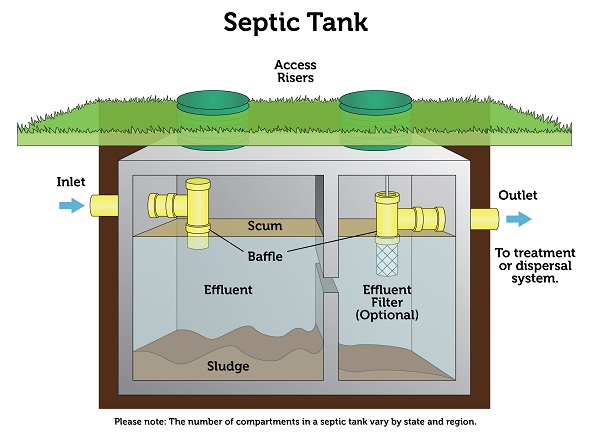 Septic Tank
Access
Risers
Inlet
Outlet
Scum
Baffle
To treatment
or dispersal
system.
Effluent
Effluent
Filter
(Optional)
Sludge
Please note: The number of compartments in a septic tank vary by state and region.